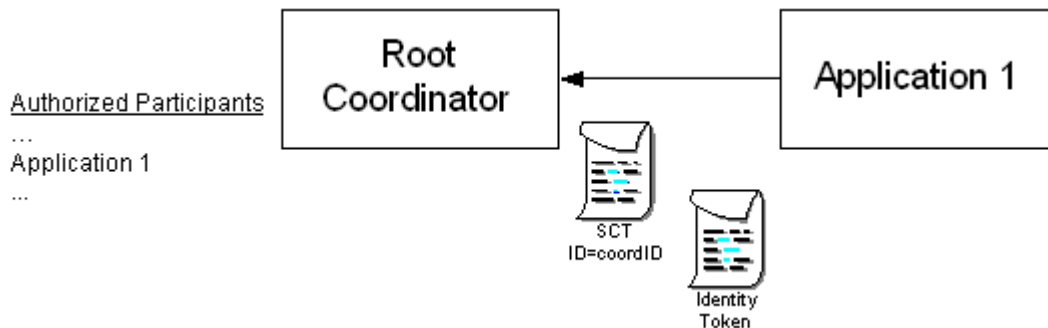 Root
Coordinator
Application 1
Authorized Participants
...
Application 1
...
SCT
ID=coordID
Identity
Token